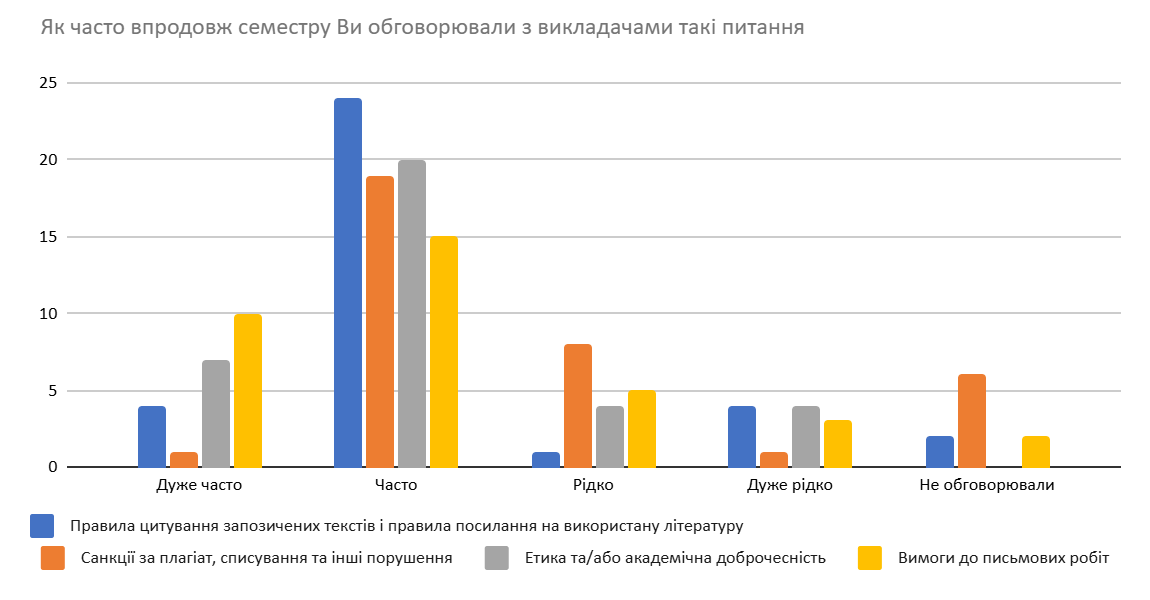 Як часто впродовж семестру Ви обговорювали з викладачами такі питання
25
20
15
10
5
0
Дуже часто Часто Рідко Дуже рідко Не обговорювали
Правила цитування запозичених текстів і правила посилання на використану літературу
Санкції за плагіат, списування та інші порушення Етика та/або академічна доброчесність Вимоги до письмових робіт